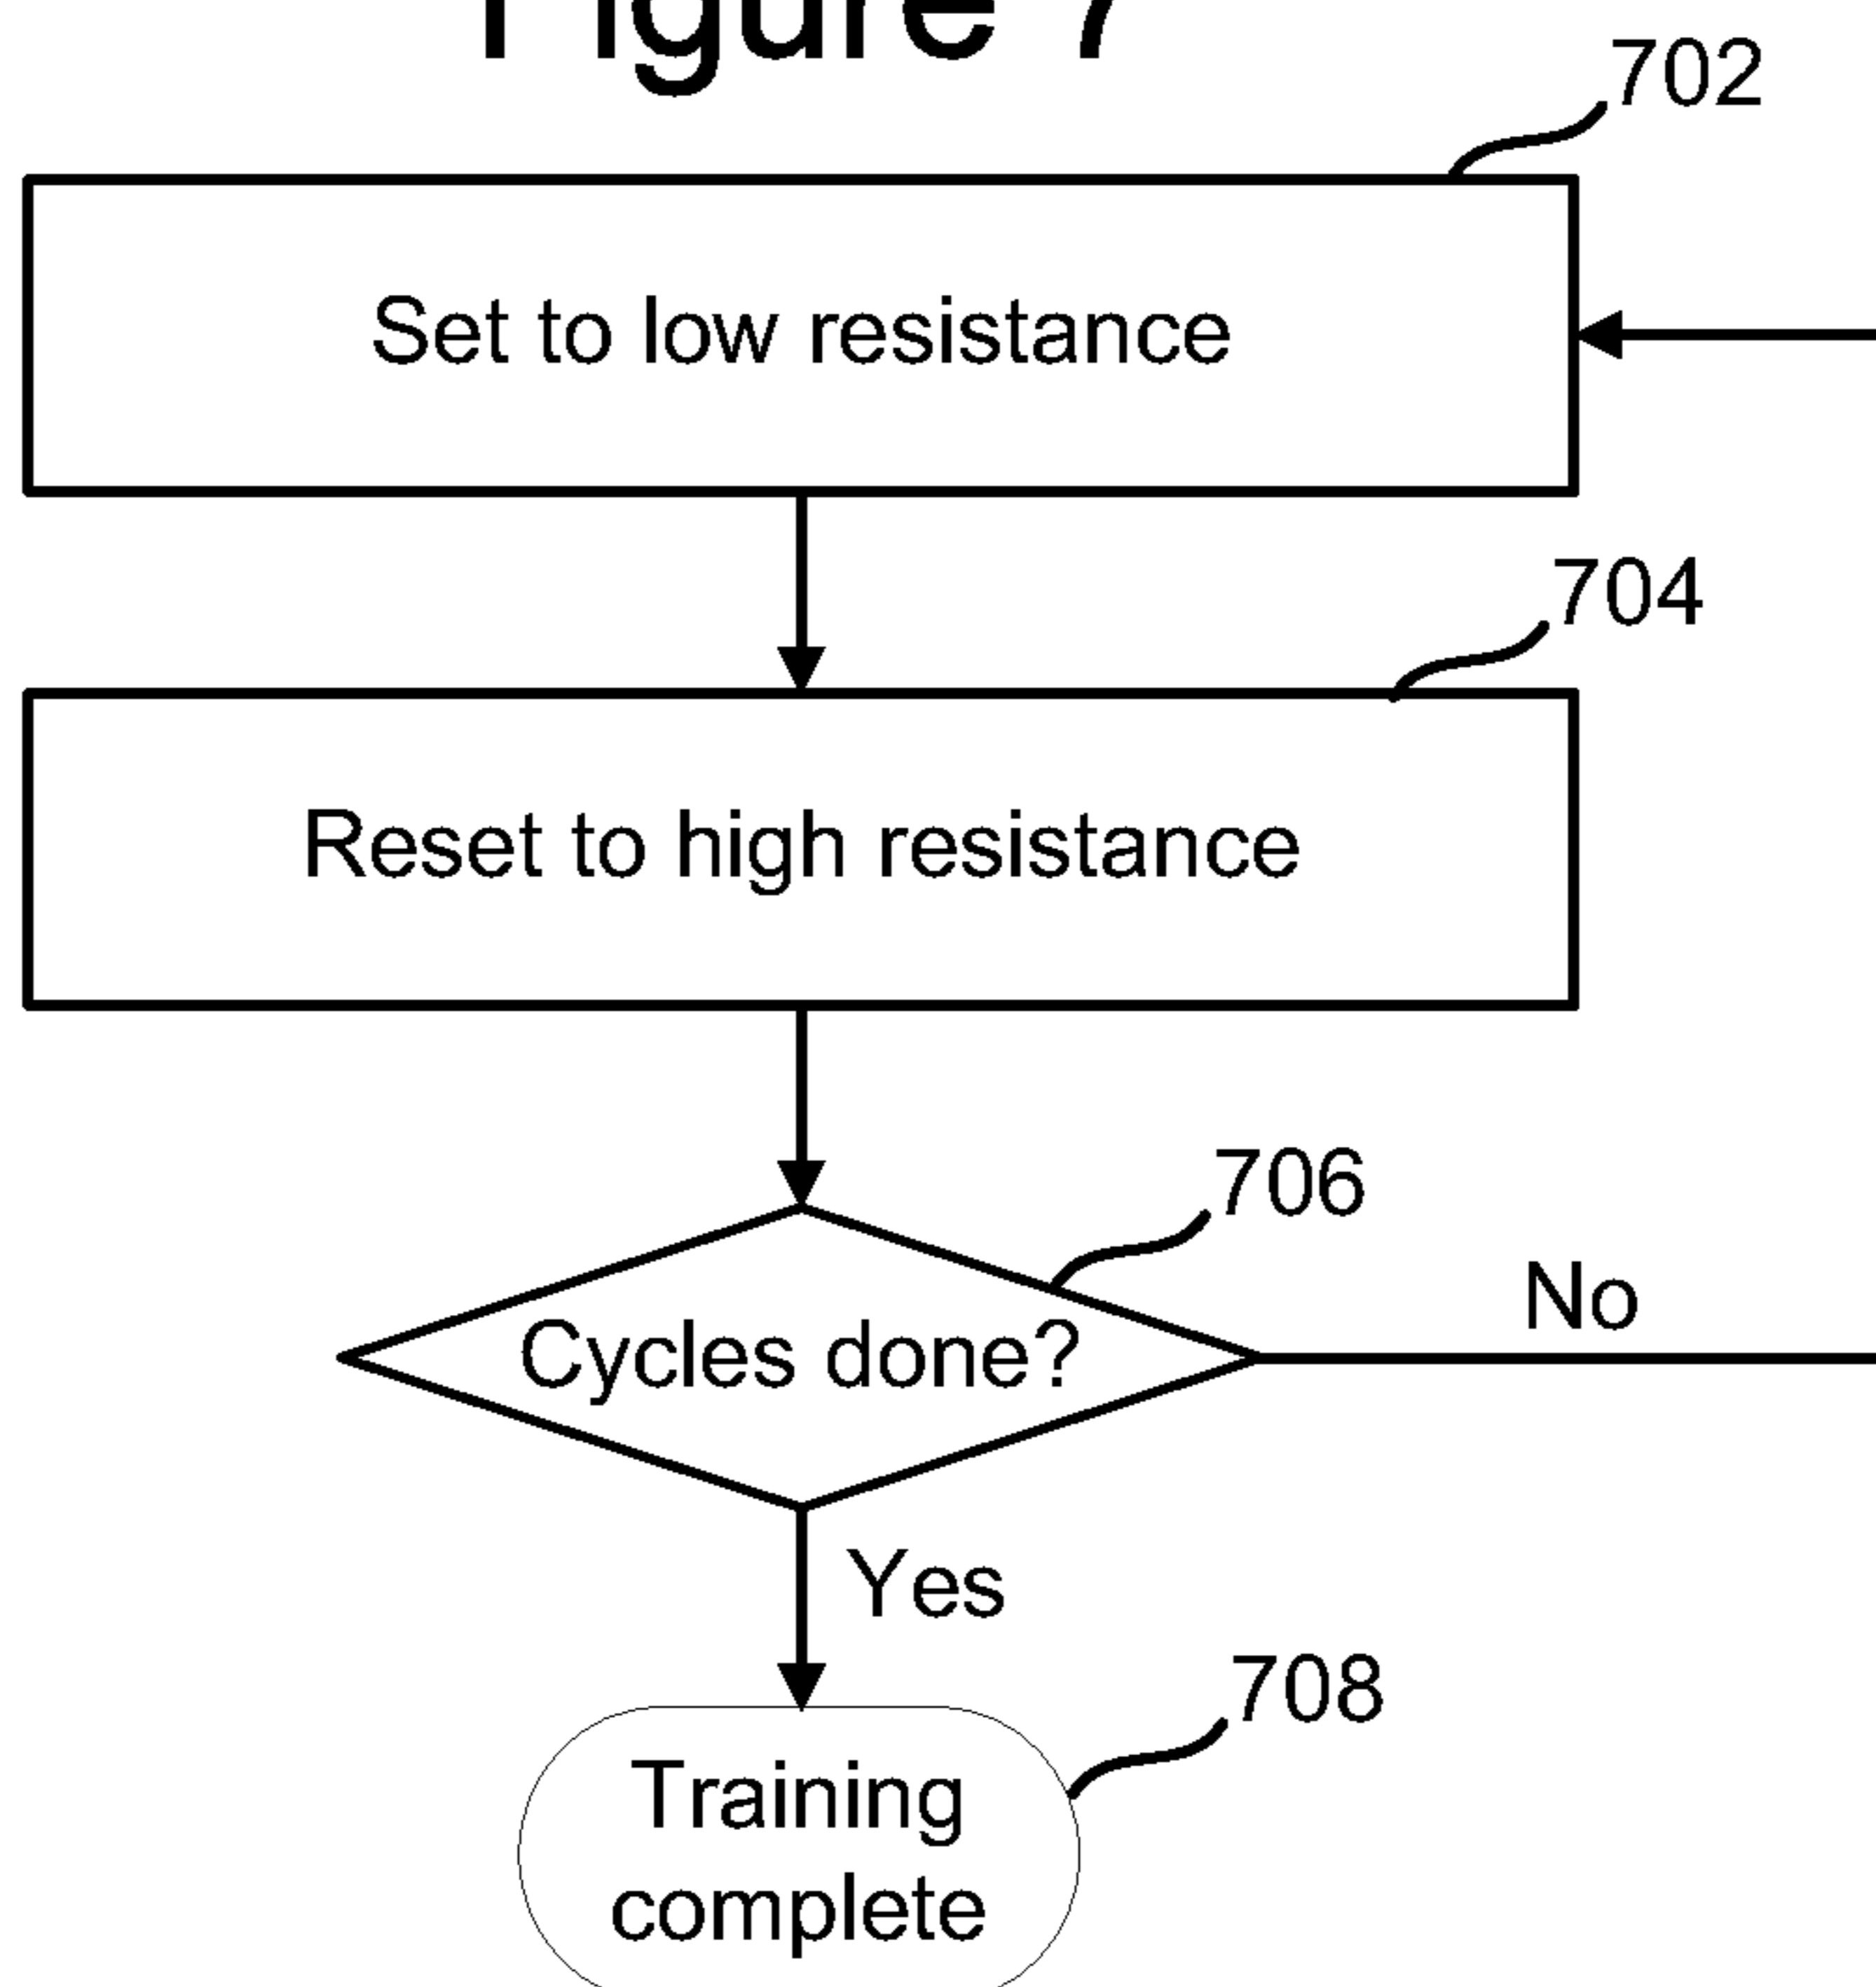 Figure 7
702
Set to low resistance
704
Reset to high resistance
706
Cycles done?
No
Yes
708
Training
complete